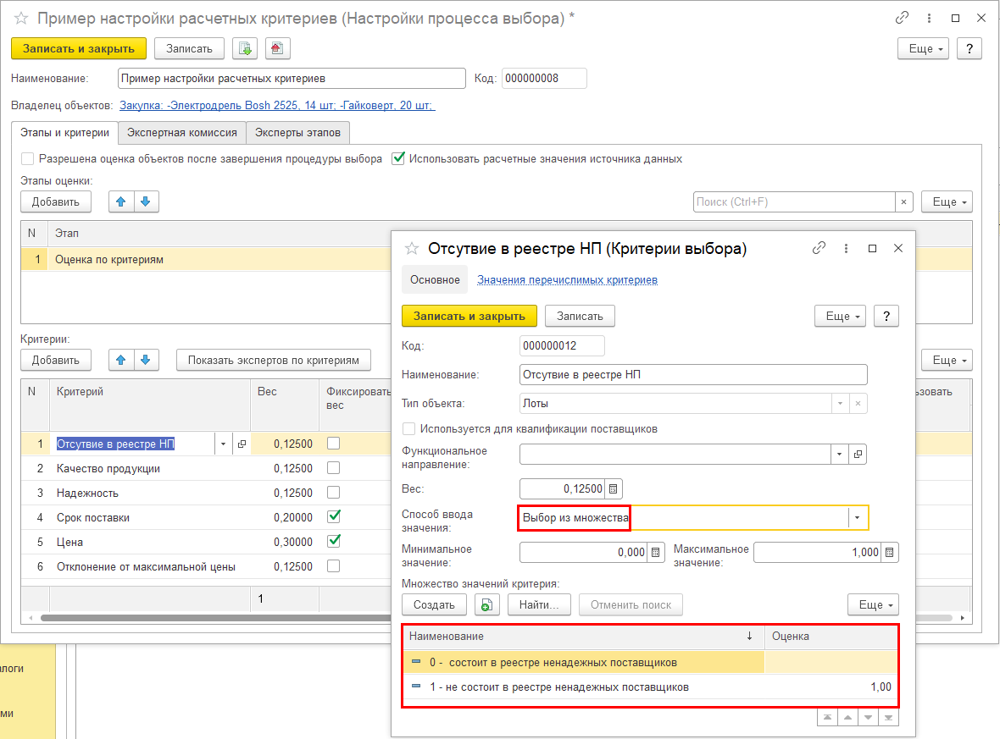 Пример настройки расчетных критериев (Настройки процесса выбора) *
Записать и закрыть
Записать
Еще
?
Наименование:
Пример настройки расчетных критериев
Код:
000000008
Владелец объектов:
Закупка: -Электродрель Bosh 2525, 14 шт; -Гайковерт, 20 шт;
Этапы и критерии
Экспертная комиссия
Эксперты этапов
Разрешена оценка объектов после завершения процедуры выбора
Использовать расчетные значения источника данных
Этапы оценки:
Добавить
Поиск (Ctrl+F)
×
Еще
N
Этап
1
Оценка по критериям
Критерии:
Добавить
Показать экспертов по критериям
Еще
N
Критерий
Вес
Фиксировать
вес
ьзовать
1
Отсутвие в реестре НП
0,12500
2
Качество продукции
0,12500
3
Надежность
0,12500
4
Срок поставки
0,20000
5
Цена
0,30000
6
Отклонение от максимальной цены
0,12500
1
алоги
ми
Отсутвие в реестре НП (Критерии выбора)
Основное
Значения перечислимых критериев
Записать и закрыть
Записать
Еще
?
Код:
000000012
Наименование:
Отсутвие в реестре НП
Тип объекта:
Лоты
×
Используется для квалификации поставщиков
Функциональное
направление:
Вес:
0,12500
Способ ввода
значения:
Выбор из множества
Минимальное
значение:
0,000
Максимальное
значение:
1,000
Множество значений критерия:
Создать
Найти...
Отменить поиск
Еще
Наименование
↓
Оценка
0 - состоит в реестре ненадежных поставщиков
1 - не состоит в реестре ненадежных поставщиков
1,00